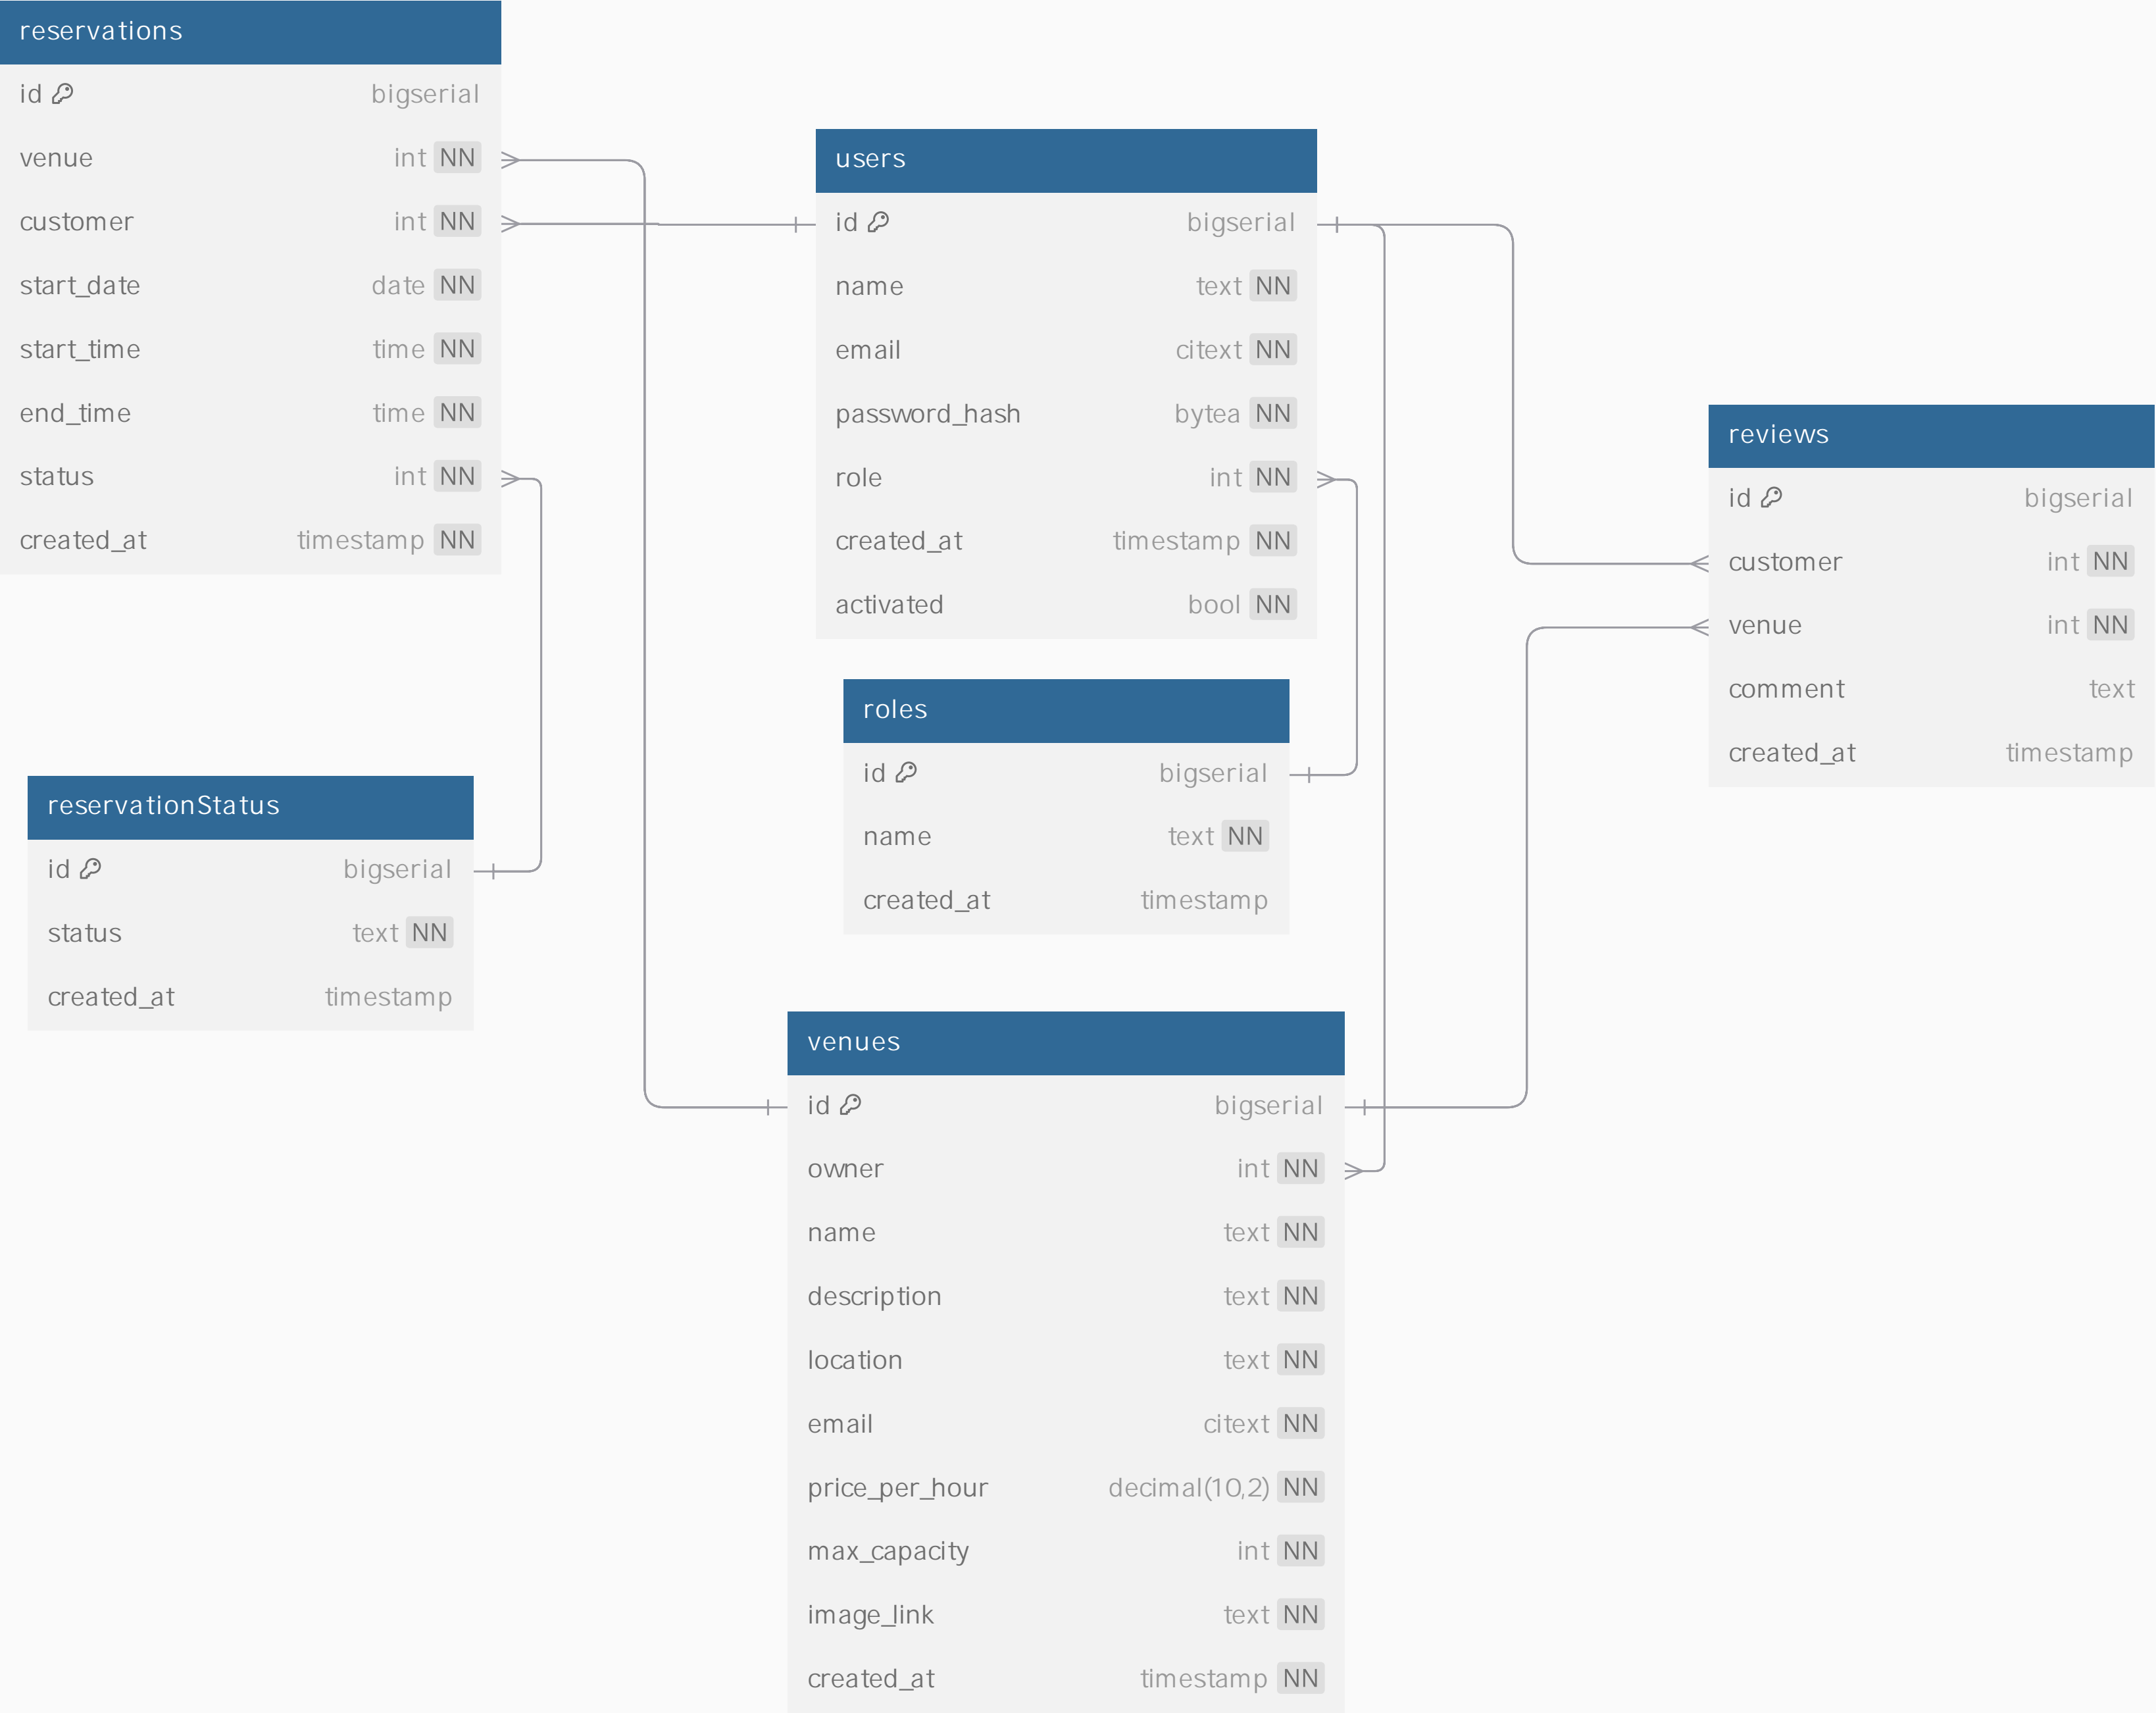 reservations
id bigserial
venue int NN
customer int NN
start_date date NN
start_time time NN
end_time time NN
status int NN
created_at timestamp NN
users
id bigserial
name text NN
email citext NN
password_hash bytea NN
role int NN
created_at timestamp NN
activated bool NN
reviews
id bigserial
customer int NN
venue int NN
comment text
created_at timestamp
roles
id bigserial
name text NN
created_at timestamp
reservationStatus
id bigserial
status text NN
created_at timestamp
venues
id bigserial
owner int NN
name text NN
description text NN
location text NN
email citext NN
price_per_hour decimal(10,2) NN
max_capacity int NN
image_link text NN
created_at timestamp NN